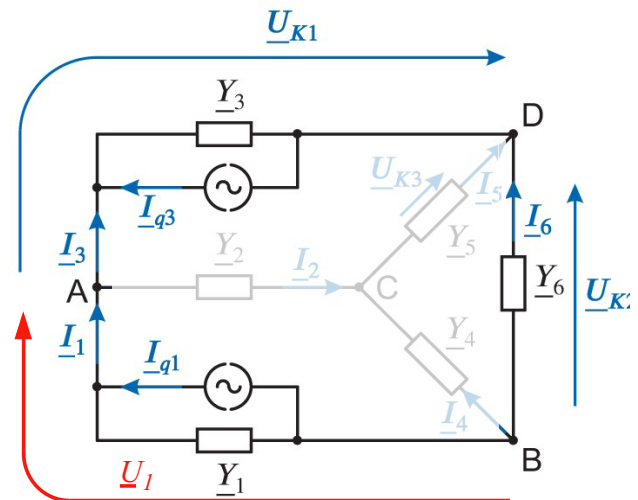 U_K1
Y_3
D
U_K3
I_5
I_q3
I_3
Y_2
I_2
Y_5
I_6
A
C
Y_6
U_K2
I_1
I_q1
Y_4
I_4
B
U_1
Y_1